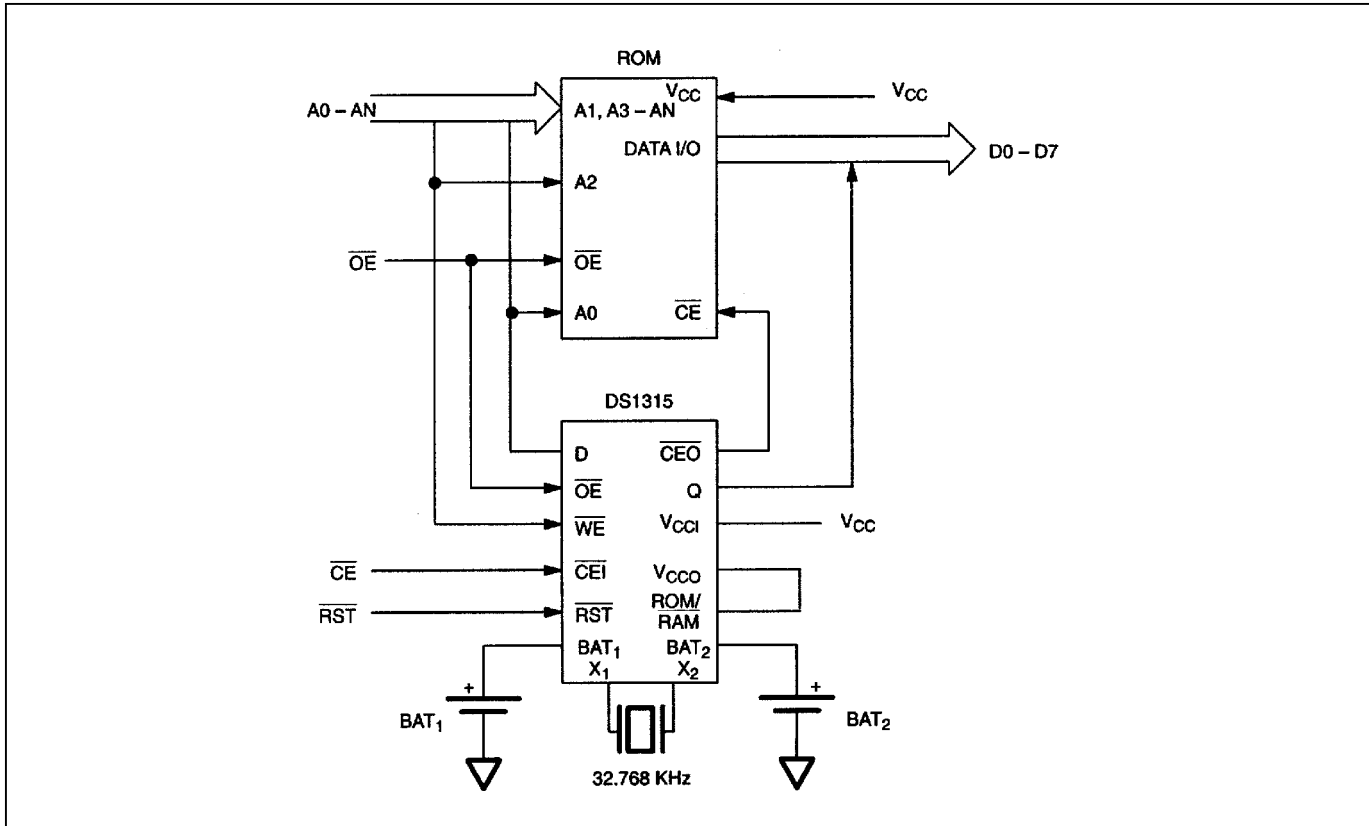 ROM
A0 – AN
A1, A3 – AN
VCC
VCC
DATA I/O
D0 – D7
A2
OE
OE
A0
CE
DS1315
D
CEO
OE
Q
WE
VCCI
VCC
CE
CEI
VCCO
RST
RST
ROM/
RAM
BAT1
BAT2
X1
X2
+
+
BAT1
BAT2
32.768 KHz